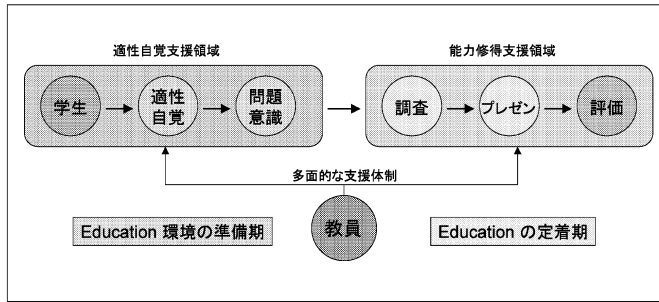 適性自覚支援領域
能力修得支援領域
学生
適性
自覚
問題
意識
調査
プレゼン
評価
多面的な支援体制
教員
Education 環境の準備期
Education の定着期